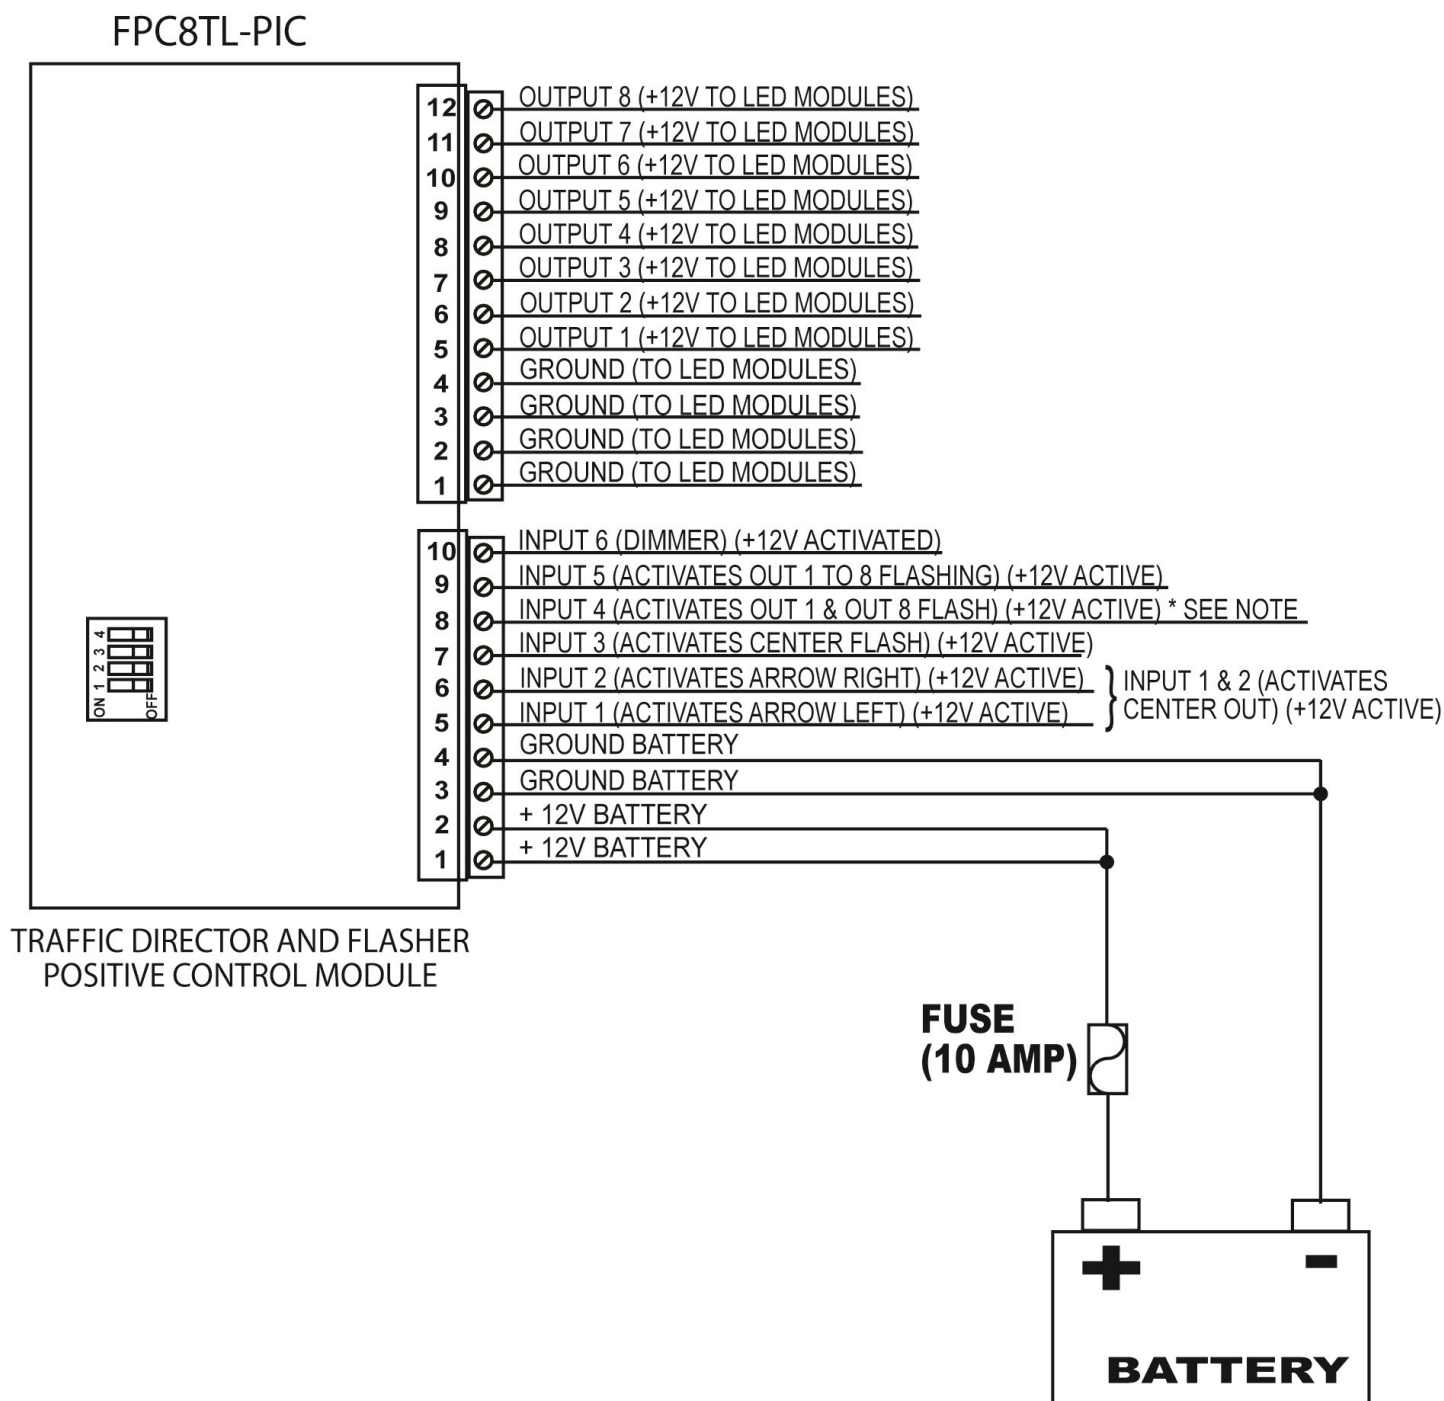 FPC8TL-PIC
12 OUTPUT 8 (+12V TO LED MODULES)
11 OUTPUT 7 (+12V TO LED MODULES)
10 OUTPUT 6 (+12V TO LED MODULES)
9 OUTPUT 5 (+12V TO LED MODULES)
8 OUTPUT 4 (+12V TO LED MODULES)
7 OUTPUT 3 (+12V TO LED MODULES)
6 OUTPUT 2 (+12V TO LED MODULES)
5 OUTPUT 1 (+12V TO LED MODULES)
4 GROUND (TO LED MODULES)
3 GROUND (TO LED MODULES)
2 GROUND (TO LED MODULES)
1 GROUND (TO LED MODULES)
10 INPUT 6 (DIMMER) (+12V ACTIVATED)
9 INPUT 5 (ACTIVATES OUT 1 TO 8 FLASHING) (+12V ACTIVE)
8 INPUT 4 (ACTIVATES OUT 1 & OUT 8 FLASH) (+12V ACTIVE) * SEE NOTE
7 INPUT 3 (ACTIVATES CENTER FLASH) (+12V ACTIVE)
6 INPUT 2 (ACTIVATES ARROW RIGHT) (+12V ACTIVE)
5 INPUT 1 (ACTIVATES ARROW LEFT) (+12V ACTIVE)
INPUT 1 & 2 (ACTIVATES
CENTER OUT) (+12V ACTIVE)
4 GROUND BATTERY
3 GROUND BATTERY
2 + 12V BATTERY
1 + 12V BATTERY
ON 1 2 3 4
OFF
TRAFFIC DIRECTOR AND FLASHER
POSITIVE CONTROL MODULE
FUSE
(10 AMP)
+ -
BATTERY